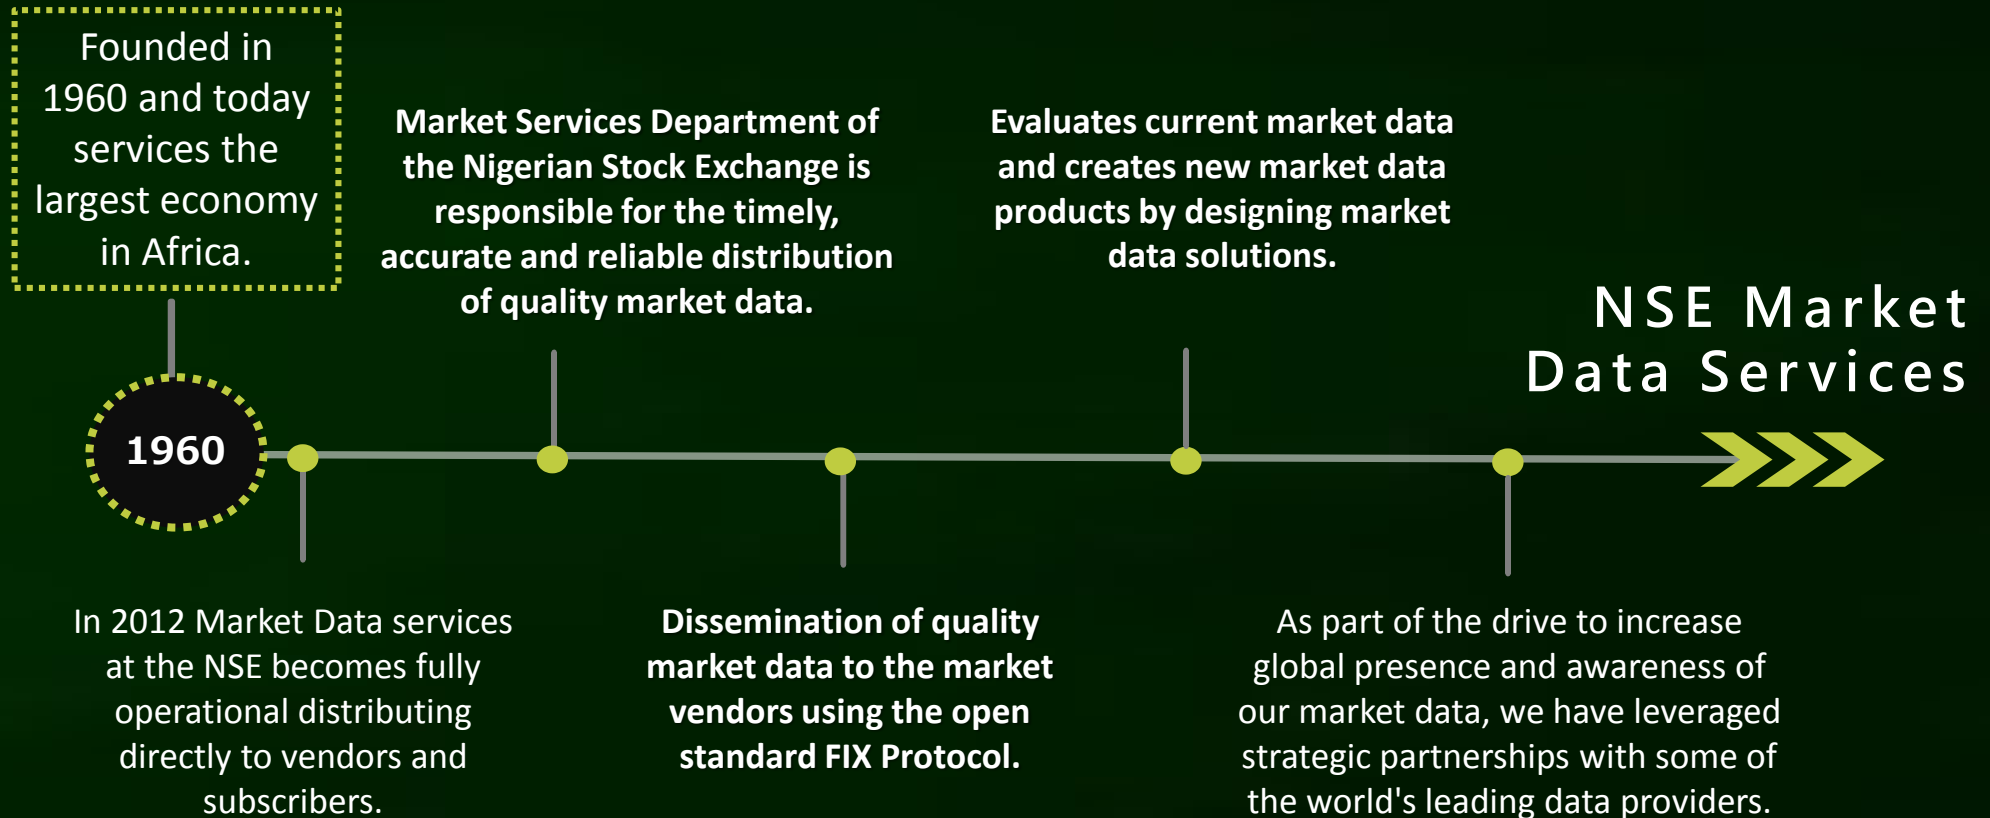 Founded in
1960 and today
services the
largest economy
in Africa.
Market Services Department of
the Nigerian Stock Exchange is
responsible for the timely,
accurate and reliable distribution
of quality market data.
Evaluates current market data
and creates new market data
products by designing market
data solutions.
NSE Market
Data Services
1960
In 2012 Market Data services
at the NSE becomes fully
operational distributing
directly to vendors and
subscribers.
Dissemination of quality
market data to the market
vendors using the open
standard FIX Protocol.
As part of the drive to increase
global presence and awareness of
our market data, we have leveraged
strategic partnerships with some of
the world's leading data providers.